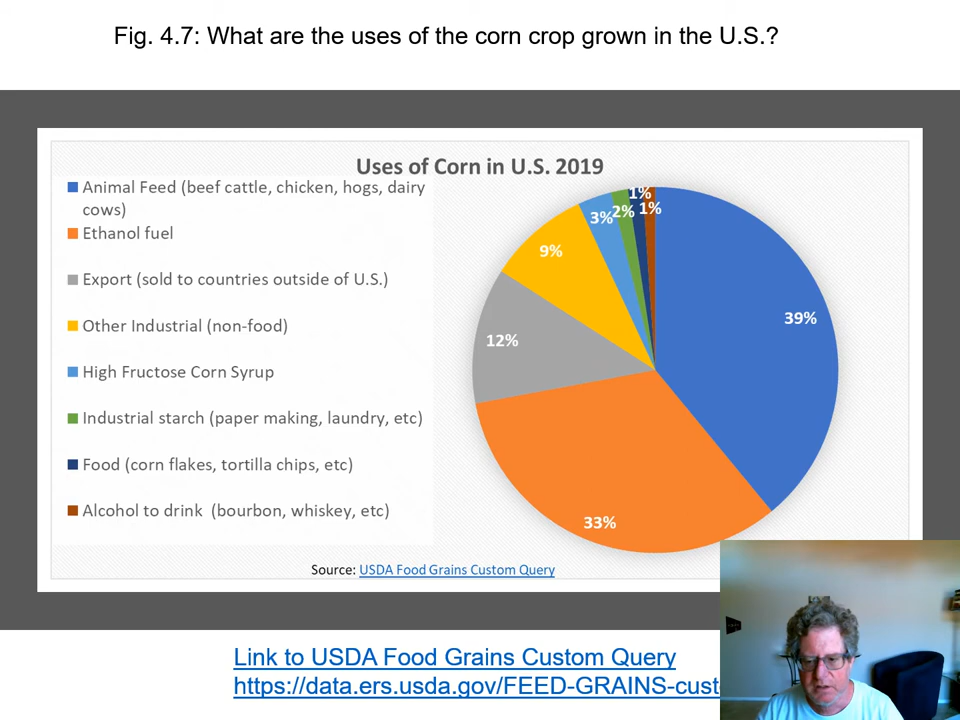 Fig. 4.7: What are the uses of the corn crop grown in the U.S.?
Uses of Corn in U.S. 2019
Animal Feed (beef cattle, chicken, hogs, dairy
cows)
Ethanol fuel
Export (sold to countries outside of U.S.)
Other Industrial (non-food)
High Fructose Corn Syrup
Industrial starch (paper making, laundry, etc)
Food (corn flakes, tortilla chips, etc)
Alcohol to drink (bourbon, whiskey, etc)
1%
1%
2%
3%
9%
39%
12%
33%
Source: USDA Food Grains Custom Query
Link to USDA Food Grains Custom Query
https://data.ers.usda.gov/FEED-GRAINS-cust